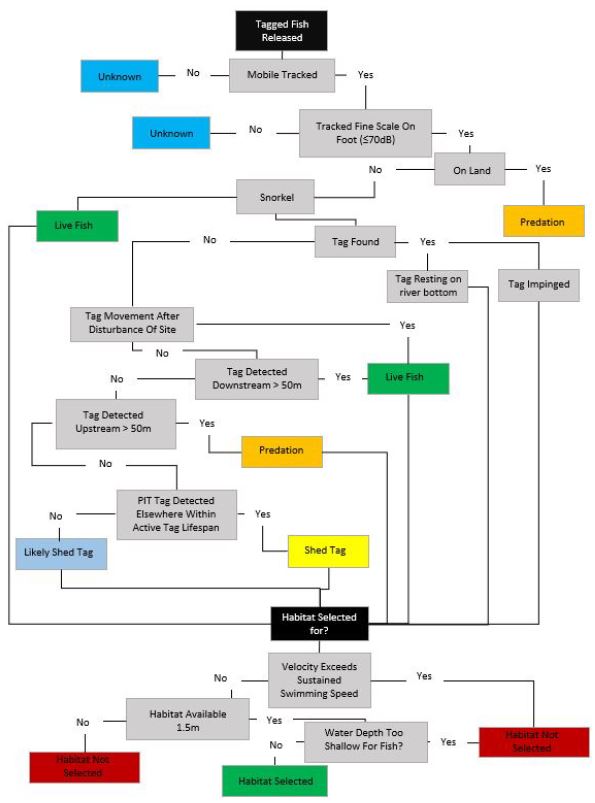 Tagged Fish
Released
Unknown
No
Mobile Tracked
Yes
Unknown
No
Tracked Fine Scale On
Foot (≤70dB)
Yes
No
On Land
Yes
Snorkel
Predation
Live Fish
No
Tag Found
Yes
Tag Resting on
river bottom
Tag Impinged
Tag Movement After
Disturbance Of Site
Yes
No
Tag Detected
Downstream > 50m
No
Yes
Live Fish
Tag Detected
Upstream > 50m
Yes
Predation
No
PIT Tag Detected
Elsewhere Within
Active Tag Lifespan
No
Yes
Likely Shed Tag
Shed Tag
Habitat Selected
for?
Velocity Exceeds
Sustained
Swimming Speed
No
Yes
Habitat Available
1.5m
No
Yes
Water Depth Too
Shallow For Fish?
No
Yes
Habitat Not
Selected
Habitat Not
Selected
Habitat Selected